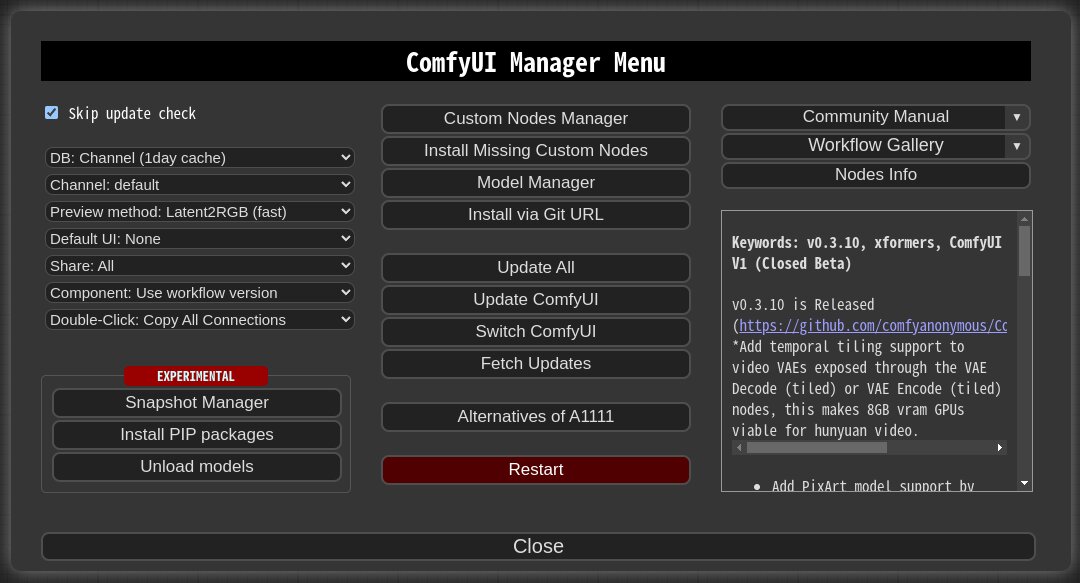 ComfyUI Manager Menu
Skip update check
DB: Channel (1day cache)
Channel: default
Preview method: Latent2RGB (fast)
Default UI: None
Share: All
Component: Use workflow version
Double-Click: Copy All Connections
EXPERIMENTAL
Snapshot Manager
Install PIP packages
Unload models
Custom Nodes Manager
Install Missing Custom Nodes
Model Manager
Install via Git URL
Update All
Update ComfyUI
Switch ComfyUI
Fetch Updates
Alternatives of A1111
Restart
Community Manual
Workflow Gallery
Nodes Info
Keywords: v0.3.10, xformers, ComfyUI
V1 (Closed Beta)
v0.3.10 is Released
(https://github.com/comfyanonymous/Co
*Add temporal tiling support to
video VAEs exposed through the VAE
Decode (tiled) or VAE Encode (tiled)
nodes, this makes 8GB vram GPUs
viable for hunyuan video.
• Add PixArt model support by
Close